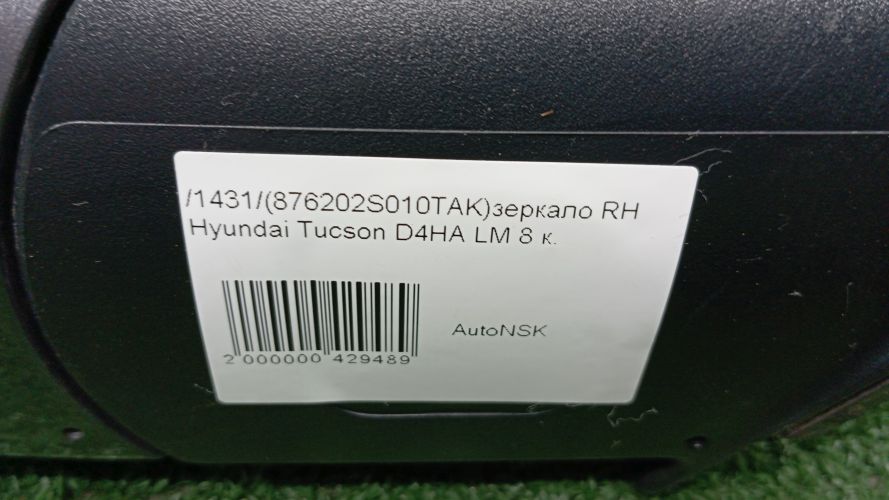 /1431/(876202S010TAK)зеркало RH
Hyundai Tucson D4HA LM 8 к.
AutoNSK
2 000000 429489